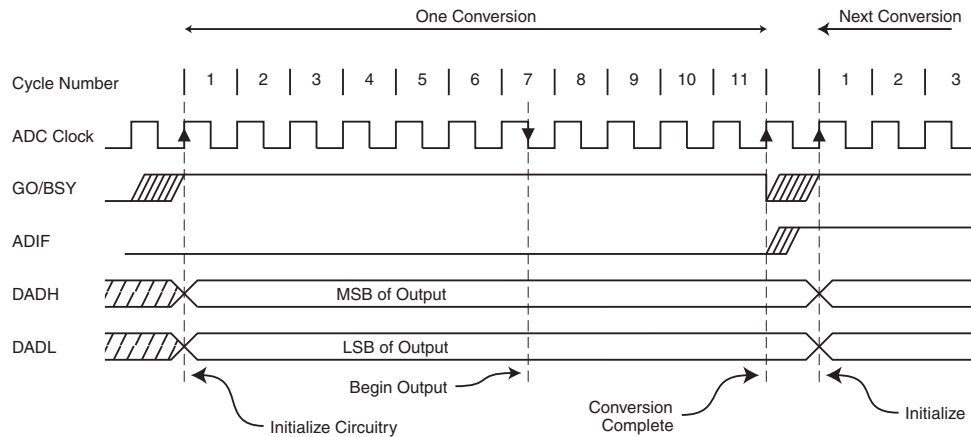 One Conversion
Next Conversion
Cycle Number 1 2 3 4 5 6 7 8 9 10 11 1 2 3
ADC Clock
GO/BSY
ADIF
DADH
MSB of Output
DADL
LSB of Output
Begin Output
Initialize Circuitry
Conversion
Complete
Initialize